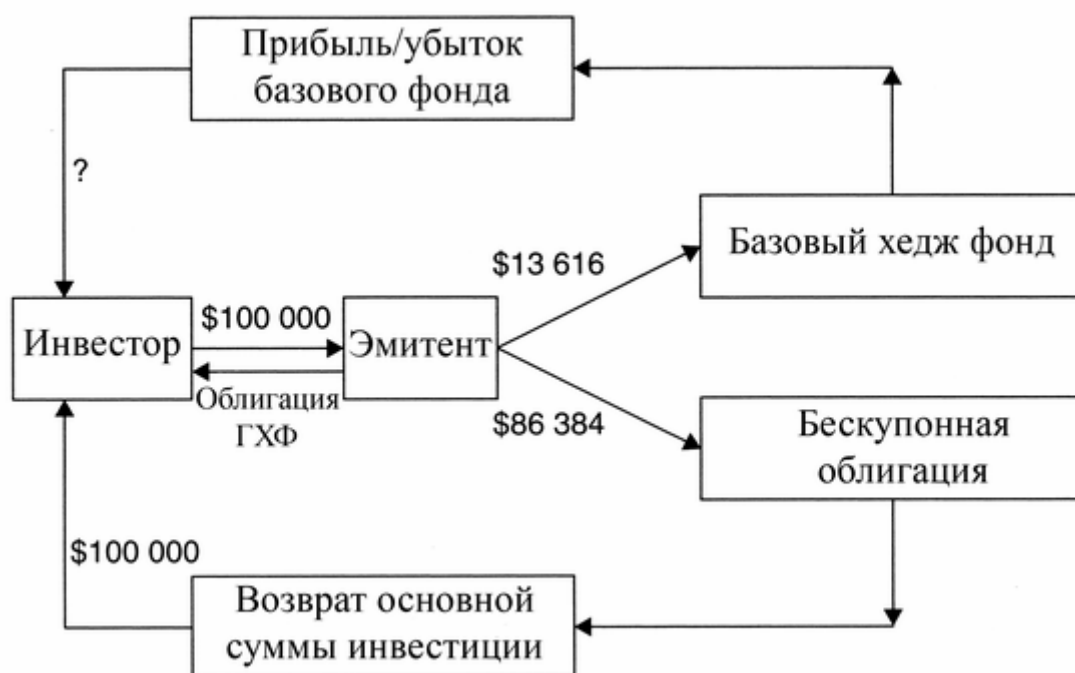 Прибыль/убыток
базового фонда
?
Базовый хедж фонд
$13 616
$100 000
Инвестор
Эмитент
Облигация
ГХФ
$86 384
Бескупонная
облигация
$100 000
Возврат основной
суммы инвестиции